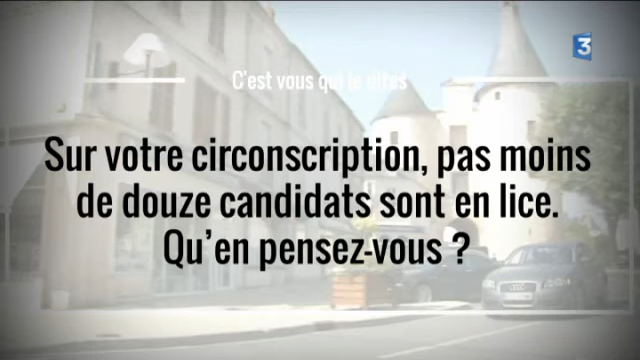 3
C'est vous qui le dites
Sur votre circonscription, pas moins
de douze candidats sont en lice.
Qu'en pensez-vous ?